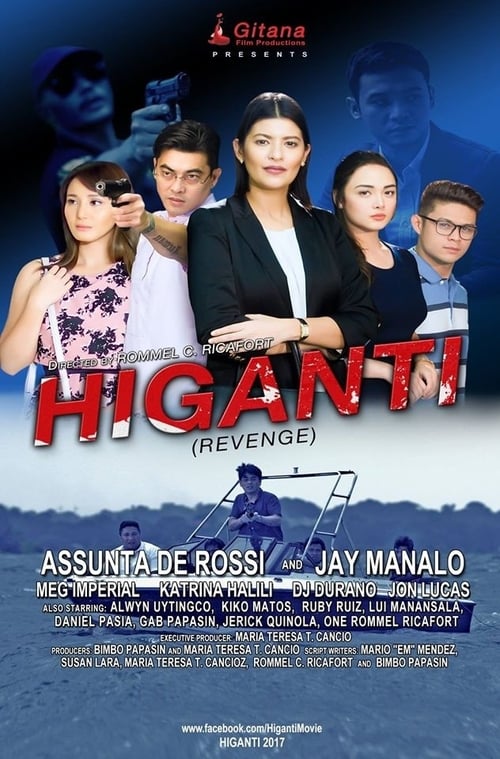 Gitana
Film Productions
PRESENTS
DIRECTED BY ROMMEL C. RICAFORT
HIGANTI
(REVENGE)
ASSUNTA DE ROSSI AND JAY MANALO
MEG IMPERIAL KATRINA HALILI DJ DURANO JON LUCAS
ALSO STARRING: ALWYN UYTINGCO, KIKO MATOS, RUBY RUIZ, LUI MANANSALA,
DANIEL PASIA, GAB PAPASIN, JERICK QUINOLA, ONE ROMMEL RICAFORT
EXECUTIVE PRODUCER: MARIA TERESA T. CANCIO
PRODUCERS: BIMBO PAPASIN AND MARIA TERESA T. CANCIO SCRIPT WRITERS: MARIO "EM" MENDEZ,
SUSAN LARA, MARIA TERESA T. CANCIOZ, ROMMEL C. RICAFORT AND BIMBO PAPASIN
www.facebook.com/HigantiMovie
HIGANTI 2017